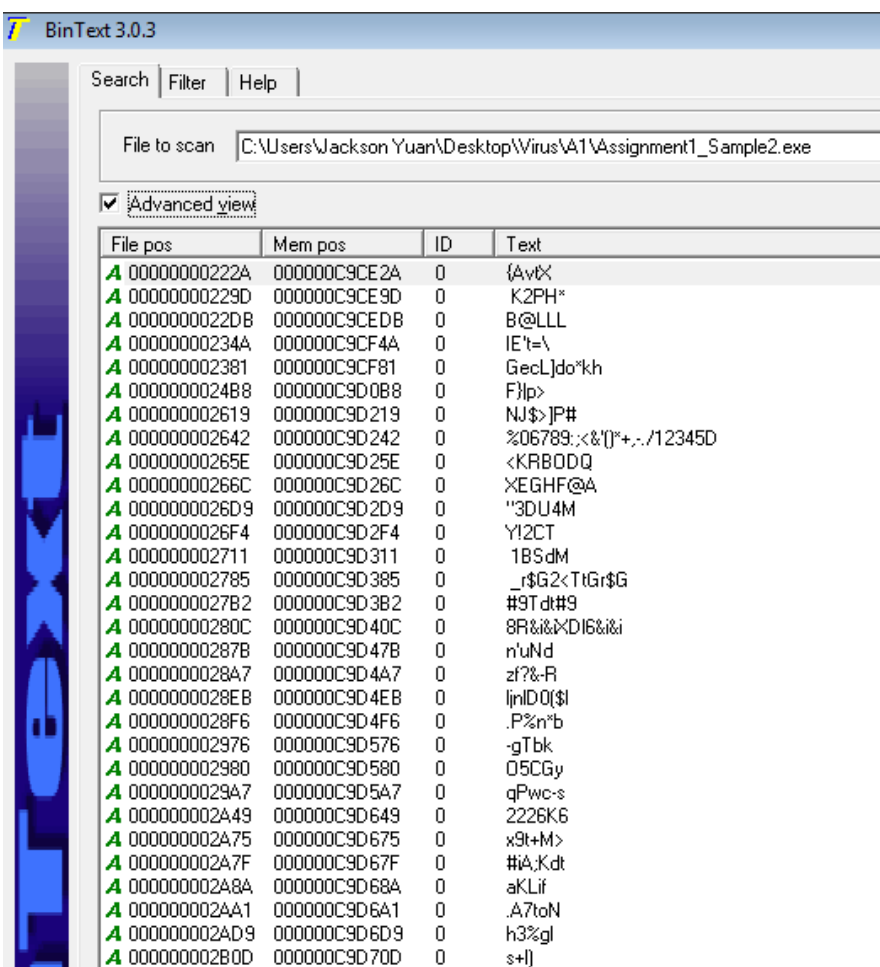 BinText 3.0.3
Search Filter Help
File to scan C:\Users\Jackson Yuan\Desktop\Virus\A1\Assignment1_Sample2.exe
Advanced view
File pos Mem pos ID Text
A 00000000222A 000000C9CE2A 0 {AvtX
A 00000000229D 000000C9CE9D 0 K2PH*
A 0000000022DB 000000C9CEDB 0 B@LLL
A 00000000234A 000000C9CF4A 0 IE't=\
A 000000002381 000000C9CF81 0 GecL]do*kh
A 0000000024B8 000000C9D0B8 0 F}lp>
A 000000002619 000000C9D219 0 NJ$>]P#
A 000000002642 000000C9D242 0 %06789:;<&'()*+,-./12345D
A 00000000265E 000000C9D25E 0 <KRBODQ
A 00000000266C 000000C9D26C 0 XEGHF@A
A 0000000026D9 000000C9D2D9 0 "3DU4M
A 0000000026F4 000000C9D2F4 0 Y!2CT
A 000000002711 000000C9D311 0 1BSdM
A 000000002785 000000C9D385 0 _r$G2<TtGr$G
A 0000000027B2 000000C9D3B2 0 #9Tdt#9
A 00000000280C 000000C9D40C 0 8R&i&XDI6&i&i
A 00000000287B 000000C9D47B 0 n'uNd
A 0000000028A7 000000C9D4A7 0 zf?&-R
A 0000000028EB 000000C9D4EB 0 ljnlD0($l
A 0000000028F6 000000C9D4F6 0 .P%n*b
A 000000002976 000000C9D576 0 -gTbk
A 000000002980 000000C9D580 0 O5CGy
A 0000000029A7 000000C9D5A7 0 qPwc-s
A 000000002A49 000000C9D649 0 2226K6
A 000000002A75 000000C9D675 0 x9t+M>
A 000000002A7F 000000C9D67F 0 #iA;Kdt
A 000000002A8A 000000C9D68A 0 aKLif
A 000000002AA1 000000C9D6A1 0 .A7toN
A 000000002AD9 000000C9D6D9 0 h3%gl
A 000000002B0D 000000C9D70D 0 s+l)
Text